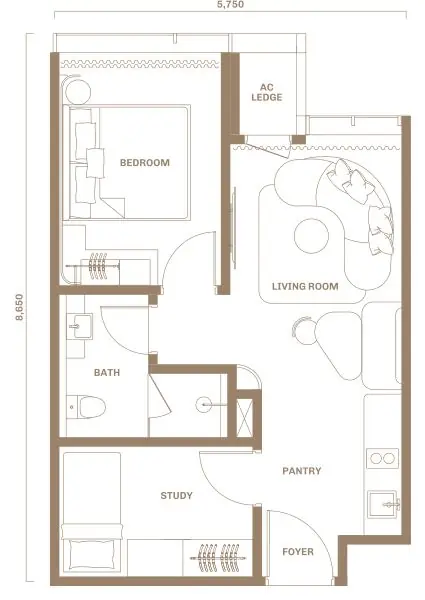 5,750
AC
LEDGE
BEDROOM
8,650
LIVING ROOM
BATH
PANTRY
STUDY
FOYER